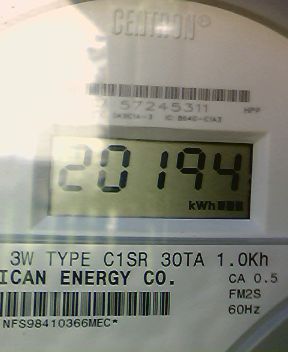 CENTRON®
57245311
HPP
20194
kWh
3W TYPE C1SR 30TA 1.0Kh
ICAN ENERGY CO.
CA 0.5
FM2S
60Hz
NFS98410366MEC*